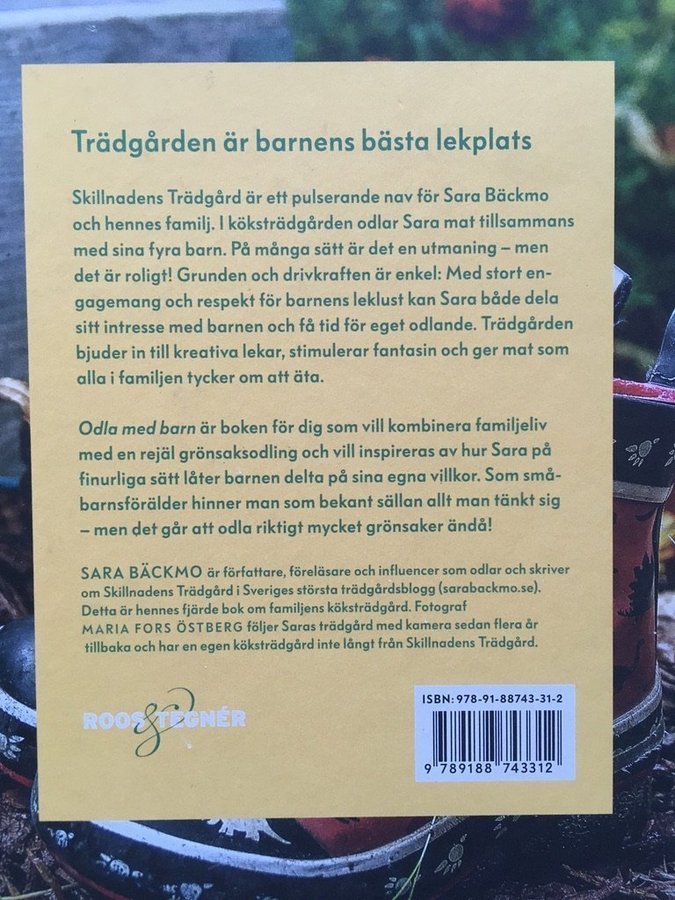 Trädgården är barnens bästa lekplats
Skillnadens Trädgård är ett pulserande nav för Sara Bäckmo
och hennes familj. I köksträdgården odlar Sara mat tillsammans
med sina fyra barn. På många sätt är det en utmaning – men
det är roligt! Grunden och drivkraften är enkel: Med stort en-
gagemang och respekt för barnens leklust kan Sara både dela
sitt intresse med barnen och få tid för eget odlande. Trädgården
bjuder in till kreativa lekar, stimulerar fantasin och ger mat som
alla i familjen tycker om att äta.
Odla med barn är boken för dig som vill kombinera familjeliv
med en rejäl grönsaksodling och vill inspireras av hur Sara på
finurliga sätt låter barnen delta på sina egna villkor. Som små-
barnsförälder hinner man som bekant sällan allt man tänkt sig
– men det går att odla riktigt mycket grönsaker ändå!
SARA BÄCKMO är författare, föreläsare och influencer som odlar och skriver
om Skillnadens Trädgård i Sveriges största trädgårdsblogg (sarabackmo.se).
Detta är hennes fjärde bok om familjens köksträdgård. Fotograf
MARIA FORS ÖSTBERG följer Saras trädgård med kamera sedan flera år
tillbaka och har en egen köksträdgård inte långt från Skillnadens Trädgård.
ROOS & TEGNÉR
ISBN: 978-91-88743-31-2
9 789188 743312